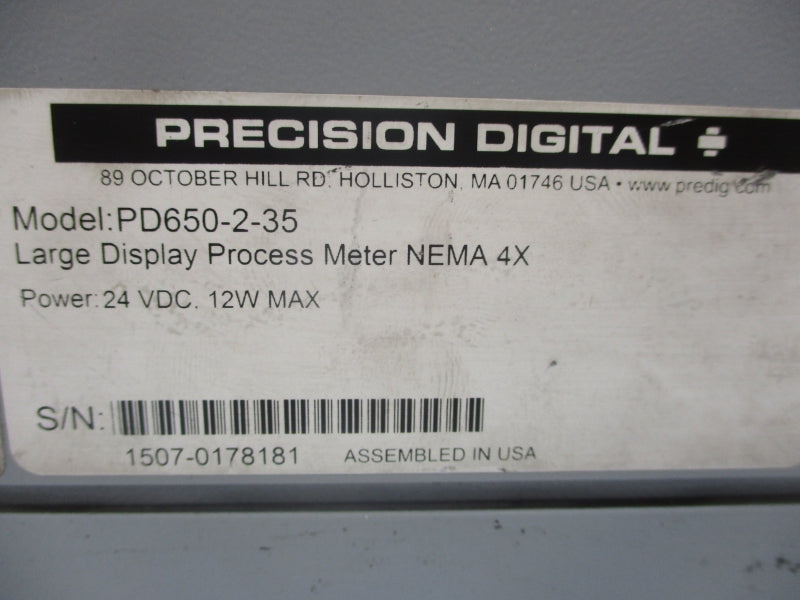 PRECISION DIGITAL
89 OCTOBER HILL RD. HOLLISTON, MA 01746 USA • www.predig.com
Model:PD650-2-35
Large Display Process Meter NEMA 4X
Power: 24 VDC, 12W MAX
S/N:
1507-0178181 ASSEMBLED IN USA